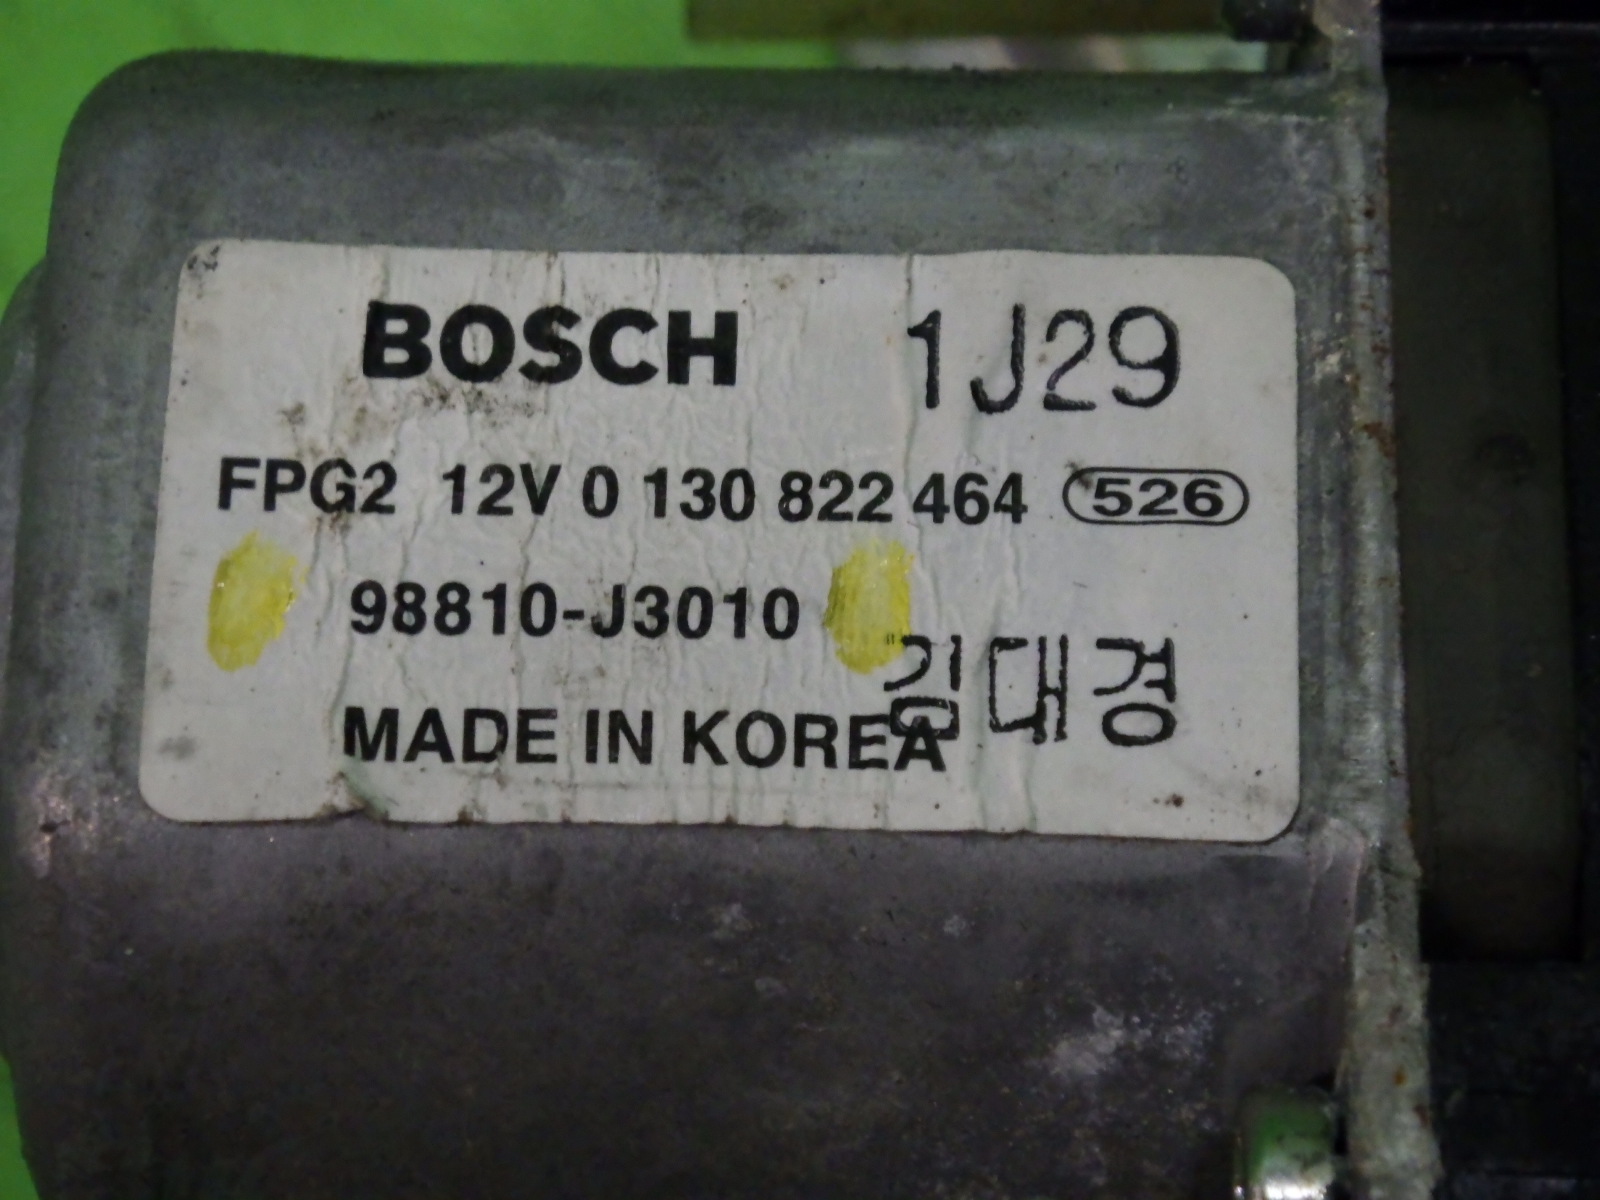 BOSCH 1J29
FPG2 12V 0 130 822 464 526
98810-J3010
김대경
MADE IN KOREA